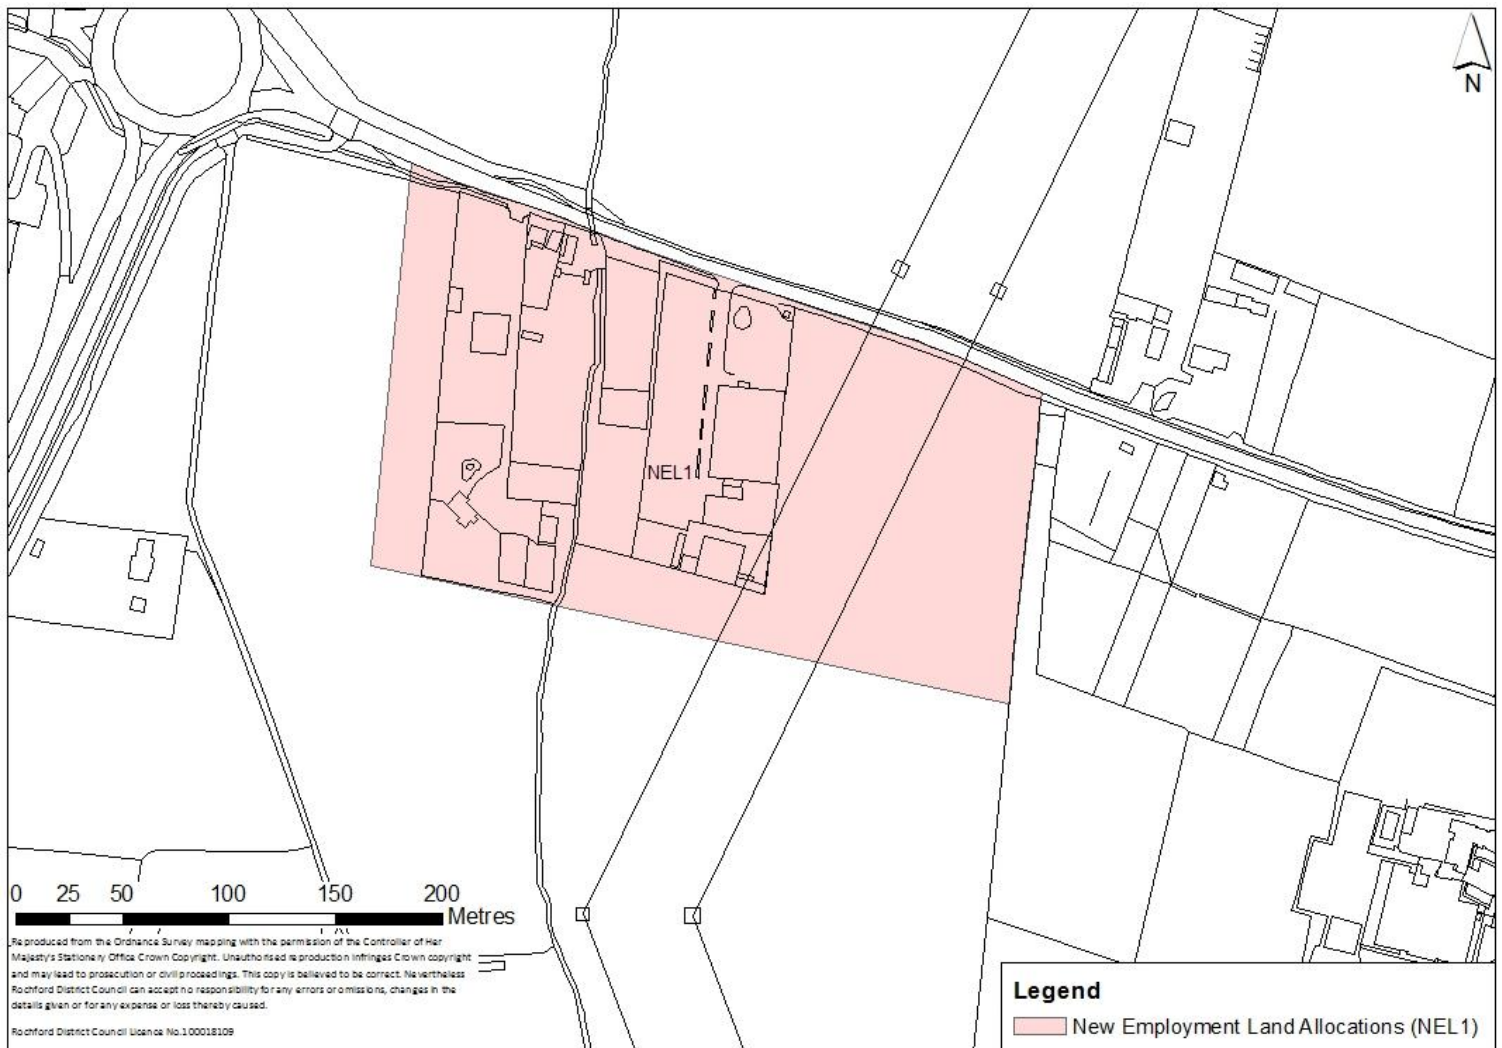 N
NEL1
0 25 50 100 150 200
Metres
Reproduced from the Ordnance Survey mapping with the permission of the Controller of Her
Majesty's Stationery Office Crown Copyright. Unauthorised reproduction infringes Crown copyright
and may lead to prosecution or civil proceedings. This copy is believed to be correct. Nevertheless
Rochford District Council can accept no responsibility for any errors or omissions, changes in the
details given or for any expense or loss thereby caused.
Rochford District Council Licence No.100018109
Legend
New Employment Land Allocations (NEL1)